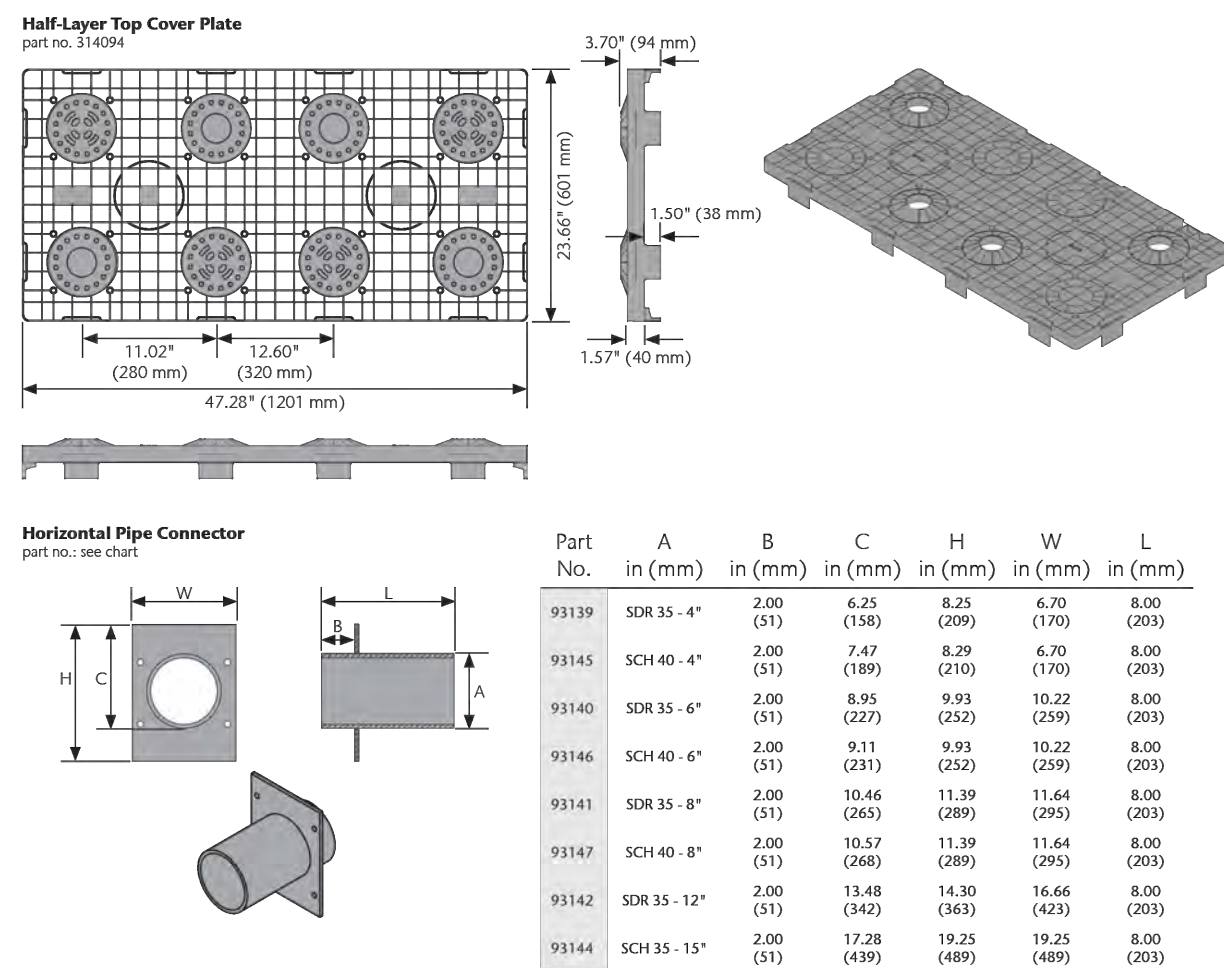 Half-Layer Top Cover Plate
part no. 314094
3.70" (94 mm)
23.66" (601 mm)
1.50" (38 mm)
1.57" (40 mm)
11.02"
(280 mm)
12.60"
(320 mm)
47.28" (1201 mm)
Horizontal Pipe Connector
part no.: see chart
W
H
C
L
B
A
Part A B C H W L
No. in (mm) in (mm) in (mm) in (mm) in (mm) in (mm)
93139 SDR 35 - 4" 2.00 (51) 6.25 (158) 8.25 (209) 6.70 (170) 8.00 (203)
93145 SCH 40 - 4" 2.00 (51) 7.47 (189) 8.29 (210) 6.70 (170) 8.00 (203)
93140 SDR 35 - 6" 2.00 (51) 8.95 (227) 9.93 (252) 10.22 (259) 8.00 (203)
93146 SCH 40 - 6" 2.00 (51) 9.11 (231) 9.93 (252) 10.22 (259) 8.00 (203)
93141 SDR 35 - 8" 2.00 (51) 10.46 (265) 11.39 (289) 11.64 (295) 8.00 (203)
93147 SCH 40 - 8" 2.00 (51) 10.57 (268) 11.39 (289) 11.64 (295) 8.00 (203)
93142 SDR 35 - 12" 2.00 (51) 13.48 (342) 14.30 (363) 16.66 (423) 8.00 (203)
93144 SCH 35 - 15" 2.00 (51) 17.28 (439) 19.25 (489) 19.25 (489) 8.00 (203)